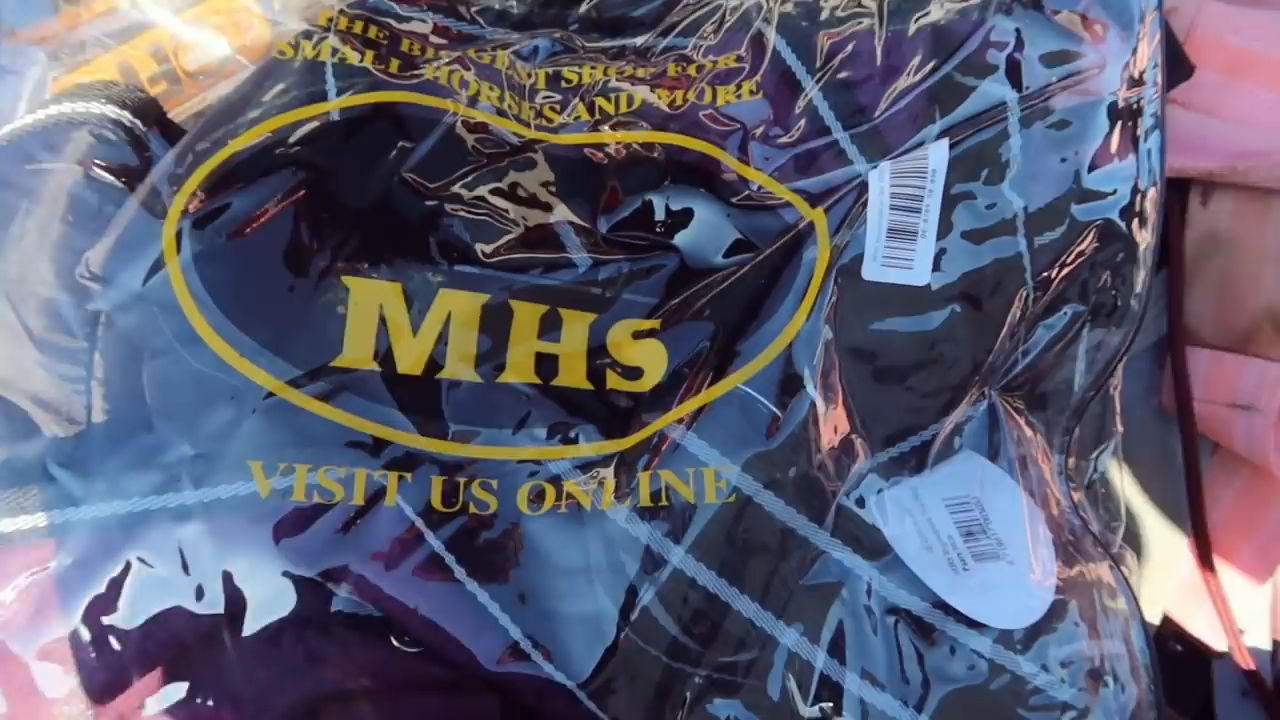 THE BIGGEST SHOP FOR
SMALL HORSES AND MORE
MHs
VISIT US ONLINE